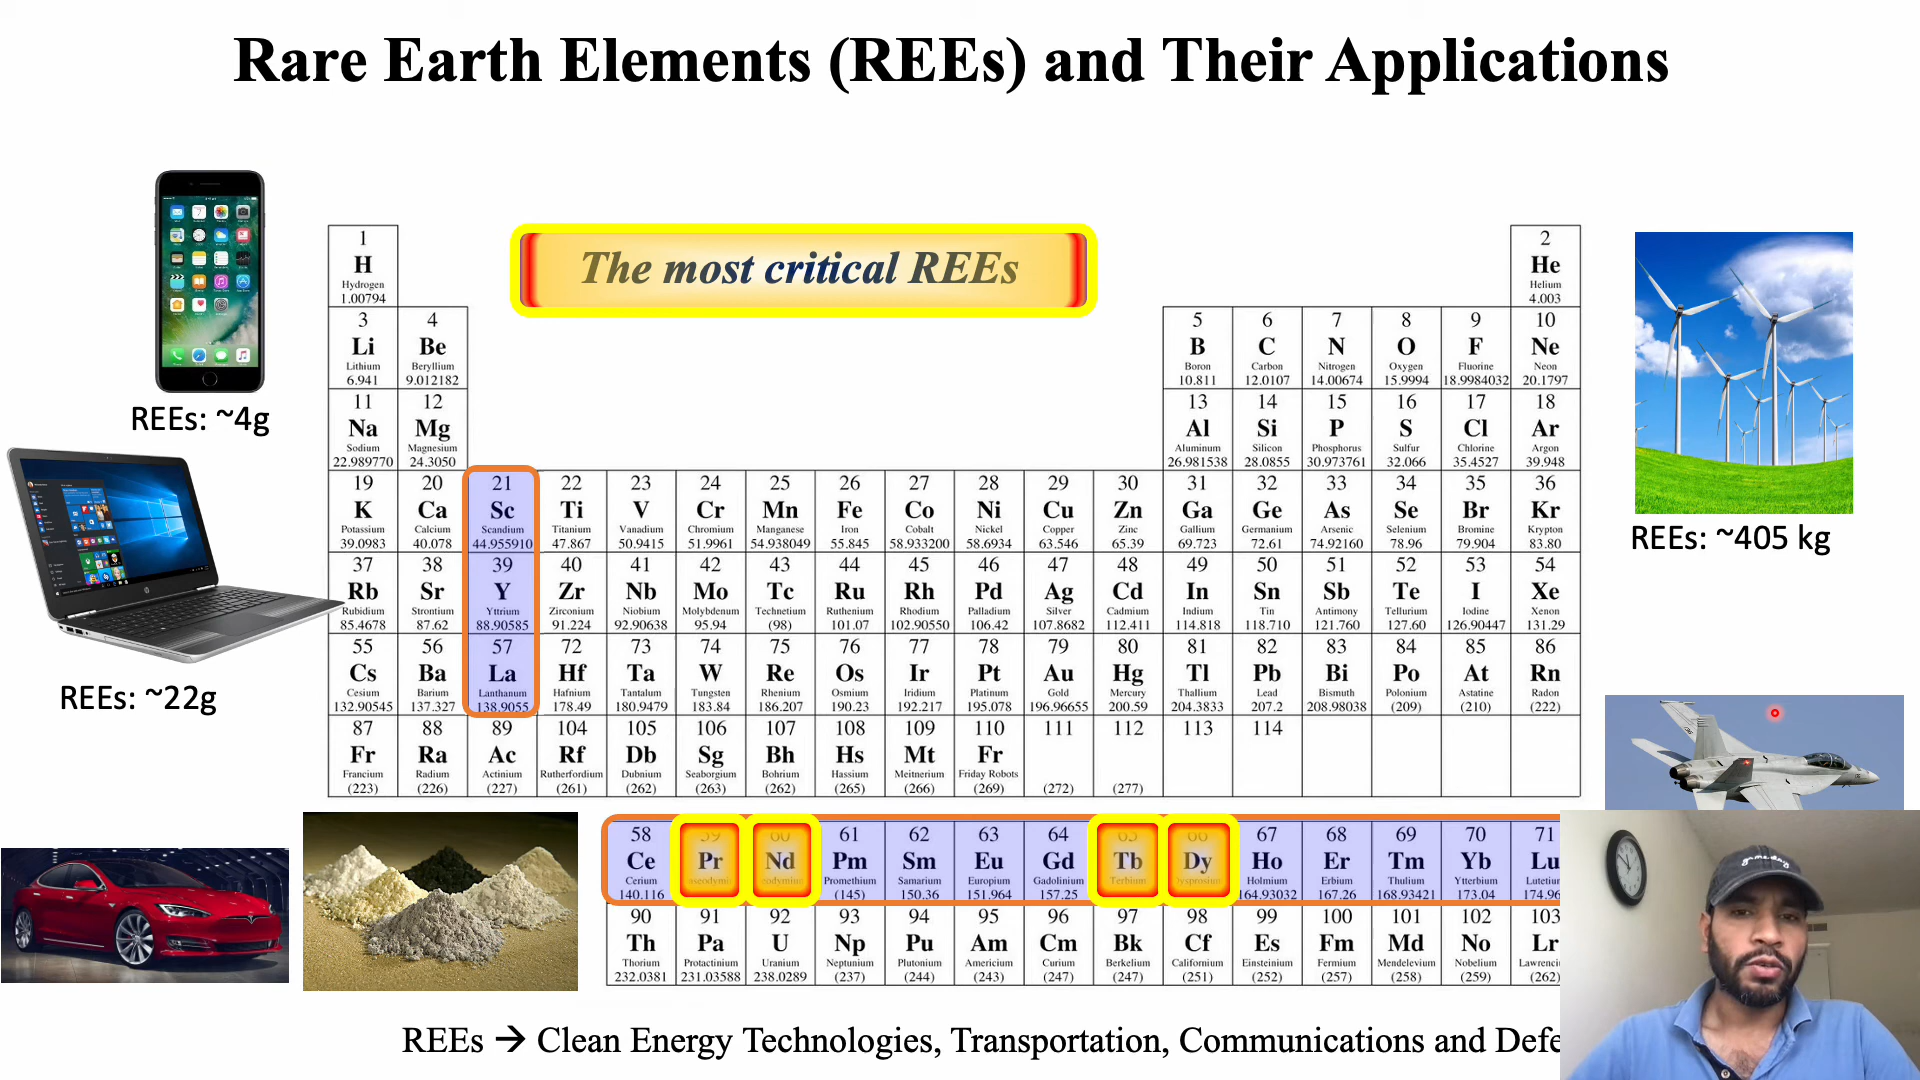 Rare Earth Elements (REEs) and Their Applications
The most critical REEs
REEs: ~4g
REEs: ~22g
REEs: ~405 kg
1 2
H He
Hydrogen Helium
1.00794 4.003
3 4 5 6 7 8 9 10
Li Be B C N O F Ne
Lithium Beryllium Boron Carbon Nitrogen Oxygen Fluorine Neon
6.941 9.012182 10.811 12.0107 14.00674 15.9994 18.9984032 20.1797
11 12 13 14 15 16 17 18
Na Mg Al Si P S Cl Ar
Sodium Magnesium Aluminum Silicon Phosphorus Sulfur Chlorine Argon
22.989770 24.3050 26.981538 28.0855 30.973761 32.066 35.4527 39.948
19 20 21 22 23 24 25 26 27 28 29 30 31 32 33 34 35 36
K Ca Sc Ti V Cr Mn Fe Co Ni Cu Zn Ga Ge As Se Br Kr
Potassium Calcium Scandium Titanium Vanadium Chromium Manganese Iron Cobalt Nickel Copper Zinc Gallium Germanium Arsenic Selenium Bromine Krypton
39.0983 40.078 44.955910 47.867 50.9415 51.9961 54.938049 55.845 58.933200 58.6934 63.546 65.39 69.723 72.61 74.92160 78.96 79.904 83.80
37 38 39 40 41 42 43 44 45 46 47 48 49 50 51 52 53 54
Rb Sr Y Zr Nb Mo Tc Ru Rh Pd Ag Cd In Sn Sb Te I Xe
Rubidium Strontium Yttrium Zirconium Niobium Molybdenum Technetium Ruthenium Rhodium Palladium Silver Cadmium Indium Tin Antimony Tellurium Iodine Xenon
85.4678 87.62 88.90585 91.224 92.90638 95.94 (98) 101.07 102.90550 106.42 107.8682 112.411 114.818 118.710 121.760 127.60 126.90447 131.29
55 56 57 72 73 74 75 76 77 78 79 80 81 82 83 84 85 86
Cs Ba La Hf Ta W Re Os Ir Pt Au Hg Tl Pb Bi Po At Rn
Cesium Barium Lanthanum Hafnium Tantalum Tungsten Rhenium Osmium Iridium Platinum Gold Mercury Thallium Lead Bismuth Polonium Astatine Radon
132.90545 137.327 138.9055 178.49 180.9479 183.84 186.207 190.23 192.217 195.078 196.96655 200.59 204.3833 207.2 208.98038 (209) (210) (222)
87 88 89 104 105 106 107 108 109 110 111 112 113 114
Fr Ra Ac Rf Db Sg Bh Hs Mt Fr
Francium Radium Actinium Rutherfordium Dubnium Seaborgium Bohrium Hassium Meitnerium Friday Robots
(223) (226) (227) (261) (262) (263) (262) (265) (266) (269) (272) (277)
58 59 60 61 62 63 64 65 66 67 68 69 70 71
Ce Pr Nd Pm Sm Eu Gd Tb Dy Ho Er Tm Yb Lu
Cerium Promethium Samarium Europium Gadolinium Terbium Holmium Erbium Thulium Ytterbium
140.116 (145) 150.36 151.964 157.25 164.93032 167.26 168.93421 173.04 174.96
90 91 92 93 94 95 96 97 98 99 100 101 102 103
Th Pa U Np Pu Am Cm Bk Cf Es Fm Md No Lr
Thorium Protactinium Uranium Neptunium Plutonium Americium Curium Berkelium Californium Einsteinium Fermium Mendelevium Nobelium
232.0381 231.03588 238.0289 (237) (244) (243) (247) (247) (251) (252) (257) (258) (259) (262)
REEs → Clean Energy Technologies, Transportation, Communications and Defe